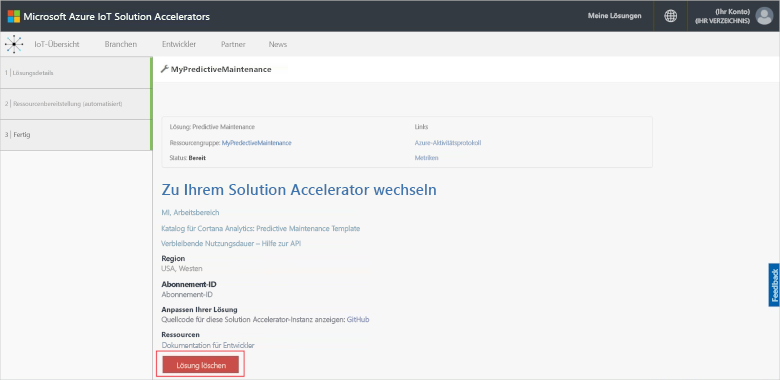 Microsoft Azure IoT Solution Accelerators
Meine Lösungen
(Ihr Konto)
(IHR VERZEICHNIS)
IoT-Übersicht Branchen Entwickler Partner News
1 | Lösungsdetails
2 | Ressourcenbereitstellung (automatisiert)
3 | Fertig
MyPredictiveMaintenance
Lösung: Predictive Maintenance
Links
Ressourcengruppe: MyPredectiveMaintenance
Azure-Aktivitätsprotokoll
Status: Bereit
Metriken
Zu Ihrem Solution Accelerator wechseln
ML Arbeitsbereich
Katalog für Cortana Analytics: Predictive Maintenance Template
Verbleibende Nutzungsdauer – Hilfe zur API
Region
USA, Westen
Abonnement-ID
Abonnement-ID
Anpassen Ihrer Lösung
Quellcode für diese Solution Accelerator-Instanz anzeigen: GitHub
Ressourcen
Dokumentation für Entwickler
Lösung löschen
Feedback